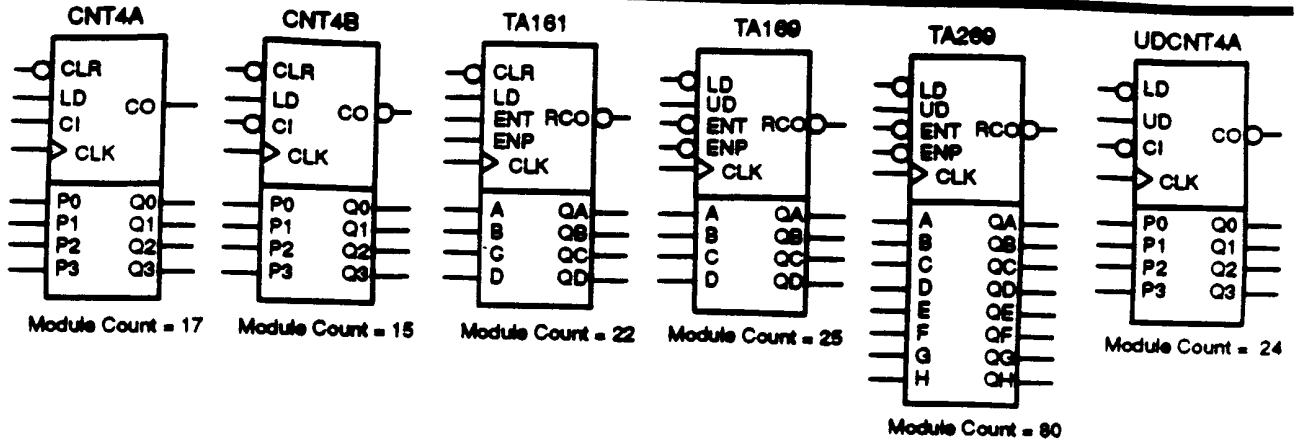 CNT4A
CLR
LD
CI
CLK
CO
P0 Q0
P1 Q1
P2 Q2
P3 Q3
Module Count = 17
CNT4B
CLR
LD
CI
CLK
CO
P0 Q0
P1 Q1
P2 Q2
P3 Q3
Module Count = 15
TA161
CLR
LD
ENT RCO
ENP
CLK
A QA
B QB
G QC
D QD
Module Count = 22
TA169
LD
UD
ENT RCO
ENP
CLK
A QA
B QB
C QC
D QD
Module Count = 25
TA269
LD
UD
ENT RCO
ENP
CLK
A QA
B QB
C QC
D QD
E QE
F QF
G QG
H QH
Module Count = 80
UDCNT4A
LD
UD
CI
CLK
CO
P0 Q0
P1 Q1
P2 Q2
P3 Q3
Module Count = 24